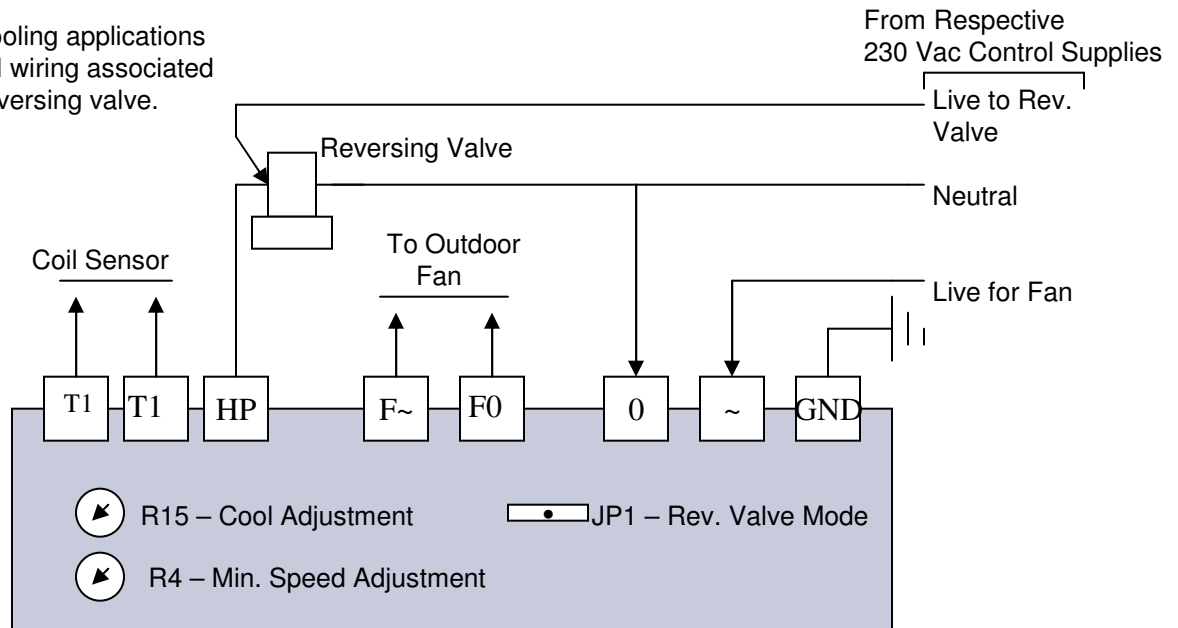 applications
wiring associated
valve.
From Respective
230 Vac Control Supplies
Live to Rev.
Valve
Reversing Valve
Neutral
Coil Sensor
To Outdoor
Fan
Live for Fan
T1 T1 HP F~ F0 0 ~ GND
R15 – Cool Adjustment
JP1 – Rev. Valve Mode
R4 – Min. Speed Adjustment